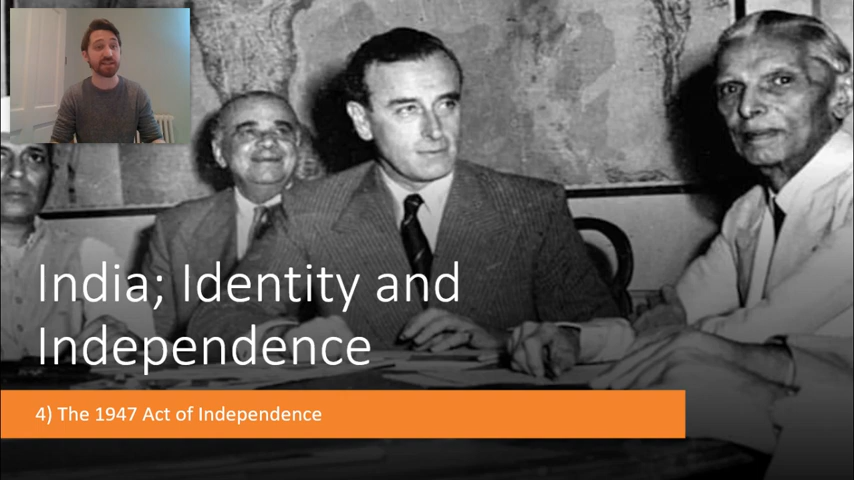 India; Identity and
Independence
4) The 1947 Act of Independence